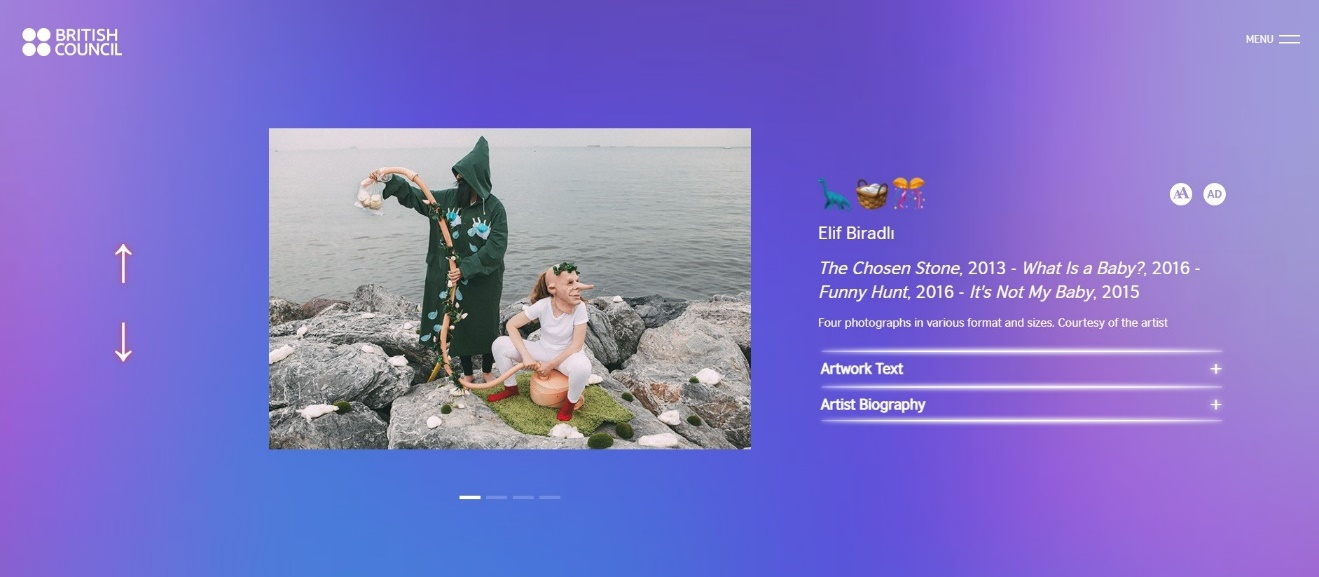 BRITISH
COUNCIL
MENU
AA AD
Elif Biradlı
The Chosen Stone, 2013 - What Is a Baby?, 2016 -
Funny Hunt, 2016 - It's Not My Baby, 2015
Four photographs in various format and sizes. Courtesy of the artist
Artwork Text +
Artist Biography +